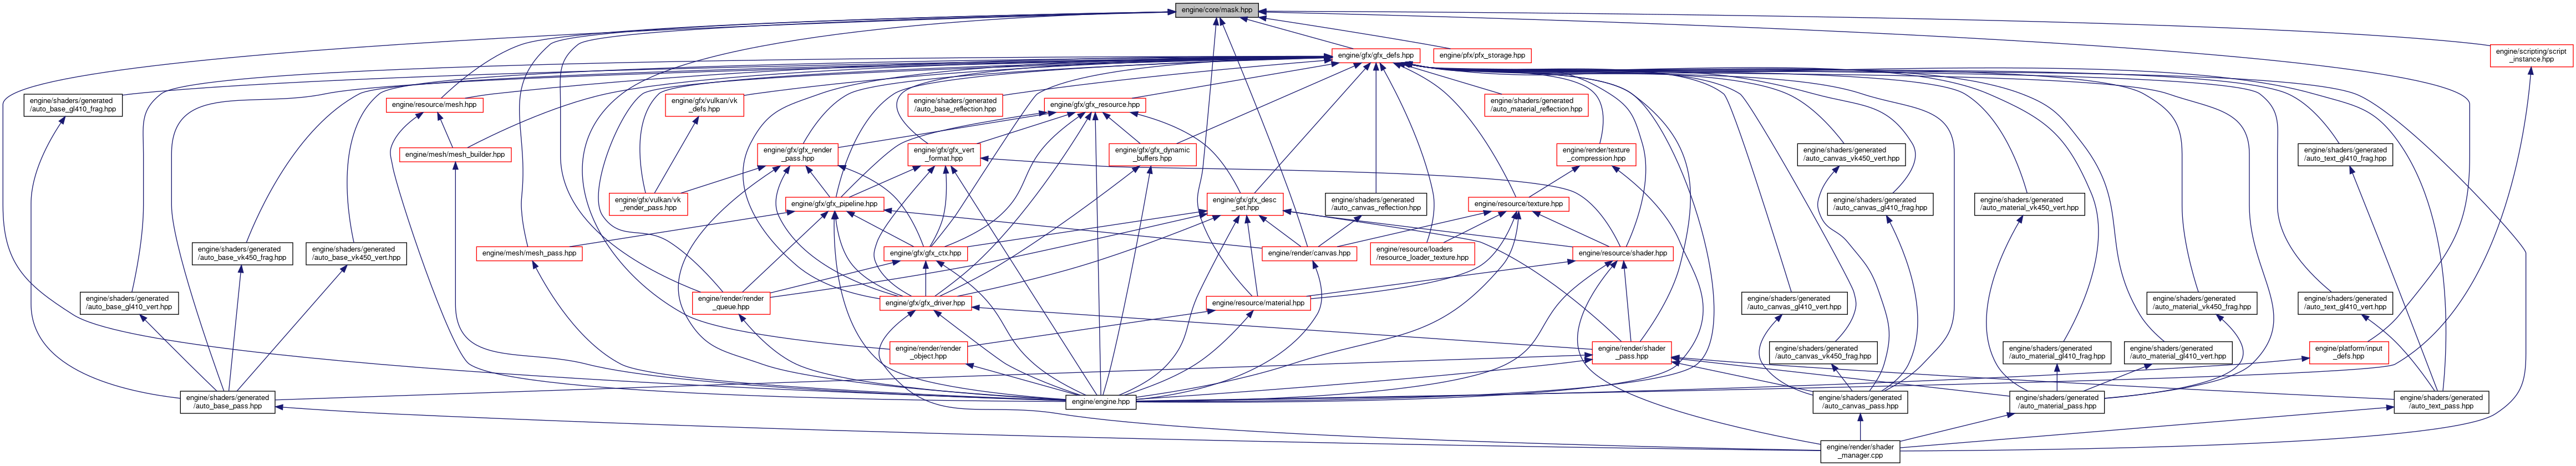 engine/core/mask.hpp
engine/gfx/gfx_defs.hpp
engine/pfx/pfx_storage.hpp
engine/scripting/script
_instance.hpp
engine/shaders/generated
/auto_base_gl410_frag.hpp
engine/resource/mesh.hpp
engine/gfx/vulkan/vk
_defs.hpp
engine/shaders/generated
/auto_base_reflection.hpp
engine/gfx/gfx_resource.hpp
engine/shaders/generated
/auto_material_reflection.hpp
engine/mesh/mesh_builder.hpp
engine/gfx/gfx_render
_pass.hpp
engine/gfx/gfx_vert
_format.hpp
engine/gfx/gfx_dynamic
_buffers.hpp
engine/render/texture
_compression.hpp
engine/shaders/generated
/auto_canvas_vk450_vert.hpp
engine/shaders/generated
/auto_text_gl410_frag.hpp
engine/gfx/vulkan/vk
_render_pass.hpp
engine/gfx/gfx_pipeline.hpp
engine/gfx/gfx_desc
_set.hpp
engine/shaders/generated
/auto_canvas_reflection.hpp
engine/resource/texture.hpp
engine/shaders/generated
/auto_canvas_gl410_frag.hpp
engine/shaders/generated
/auto_material_vk450_vert.hpp
engine/shaders/generated
/auto_base_vk450_frag.hpp
engine/shaders/generated
/auto_base_vk450_vert.hpp
engine/mesh/mesh_pass.hpp
engine/gfx/gfx_ctx.hpp
engine/render/canvas.hpp
engine/resource/loaders
/resource_loader_texture.hpp
engine/resource/shader.hpp
engine/shaders/generated
/auto_base_gl410_vert.hpp
engine/render/render
_queue.hpp
engine/gfx/gfx_driver.hpp
engine/resource/material.hpp
engine/shaders/generated
/auto_canvas_gl410_vert.hpp
engine/shaders/generated
/auto_material_vk450_frag.hpp
engine/shaders/generated
/auto_text_gl410_vert.hpp
engine/render/render
_object.hpp
engine/render/shader
_pass.hpp
engine/shaders/generated
/auto_canvas_vk450_frag.hpp
engine/shaders/generated
/auto_material_gl410_frag.hpp
engine/shaders/generated
/auto_material_gl410_vert.hpp
engine/platform/input
_defs.hpp
engine/shaders/generated
/auto_base_pass.hpp
engine/engine.hpp
engine/shaders/generated
/auto_canvas_pass.hpp
engine/shaders/generated
/auto_material_pass.hpp
engine/shaders/generated
/auto_text_pass.hpp
engine/render/shader
_manager.cpp